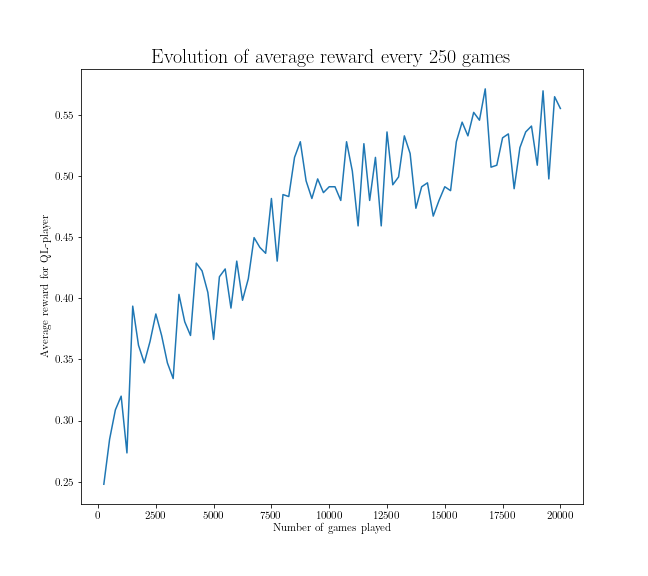 Evolution of average reward every 250 games
0.55
0.50
0.45
0.40
0.35
0.30
0.25
Average reward for QL-player
0 2500 5000 7500 10000 12500 15000 17500 20000
Number of games played